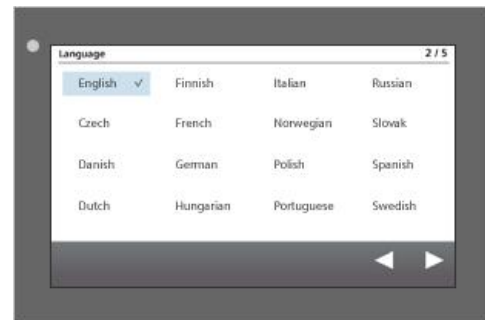 Language 2 / 5
English ✓ Finnish Italian Russian
Czech French Norwegian Slovak
Danish German Polish Spanish
Dutch Hungarian Portuguese Swedish